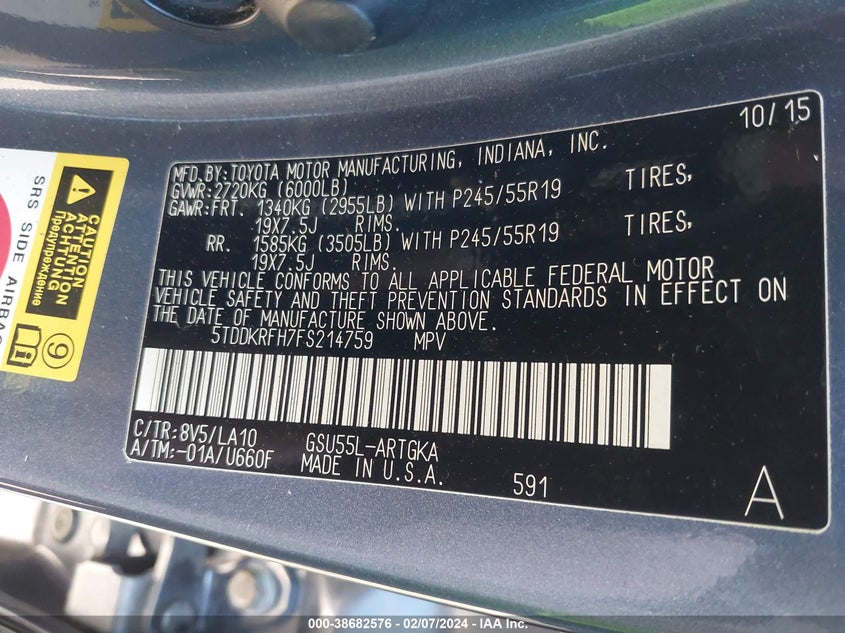 10/15
MFD.BY:TOYOTA MOTOR MANUFACTURING, INDIANA, INC.
GVWR:2720KG (6000LB)
GAWR:FRT. 1340KG (2955LB) WITH P245/55R19 TIRES,
19X7.5J RIMS.
RR. 1585KG (3505LB) WITH P245/55R19 TIRES,
19X7.5J RIMS.
THIS VEHICLE CONFORMS TO ALL APPLICABLE FEDERAL MOTOR
VEHICLE SAFETY AND THEFT PREVENTION STANDARDS IN EFFECT ON
THE DATE OF MANUFACTURE SHOWN ABOVE.
5TDDKRFH7FS214759 MPV
C/TR:8V5/LA10 GSU55L-ARTGKA
A/TM:-01A/U660F MADE IN U.S.A. 591
A
SRS SIDE AIRBAG
CAUTION
ATTENTION
ACHTUNG
Предупреждение
9
000-38682576 - 02/07/2024 - IAA Inc.